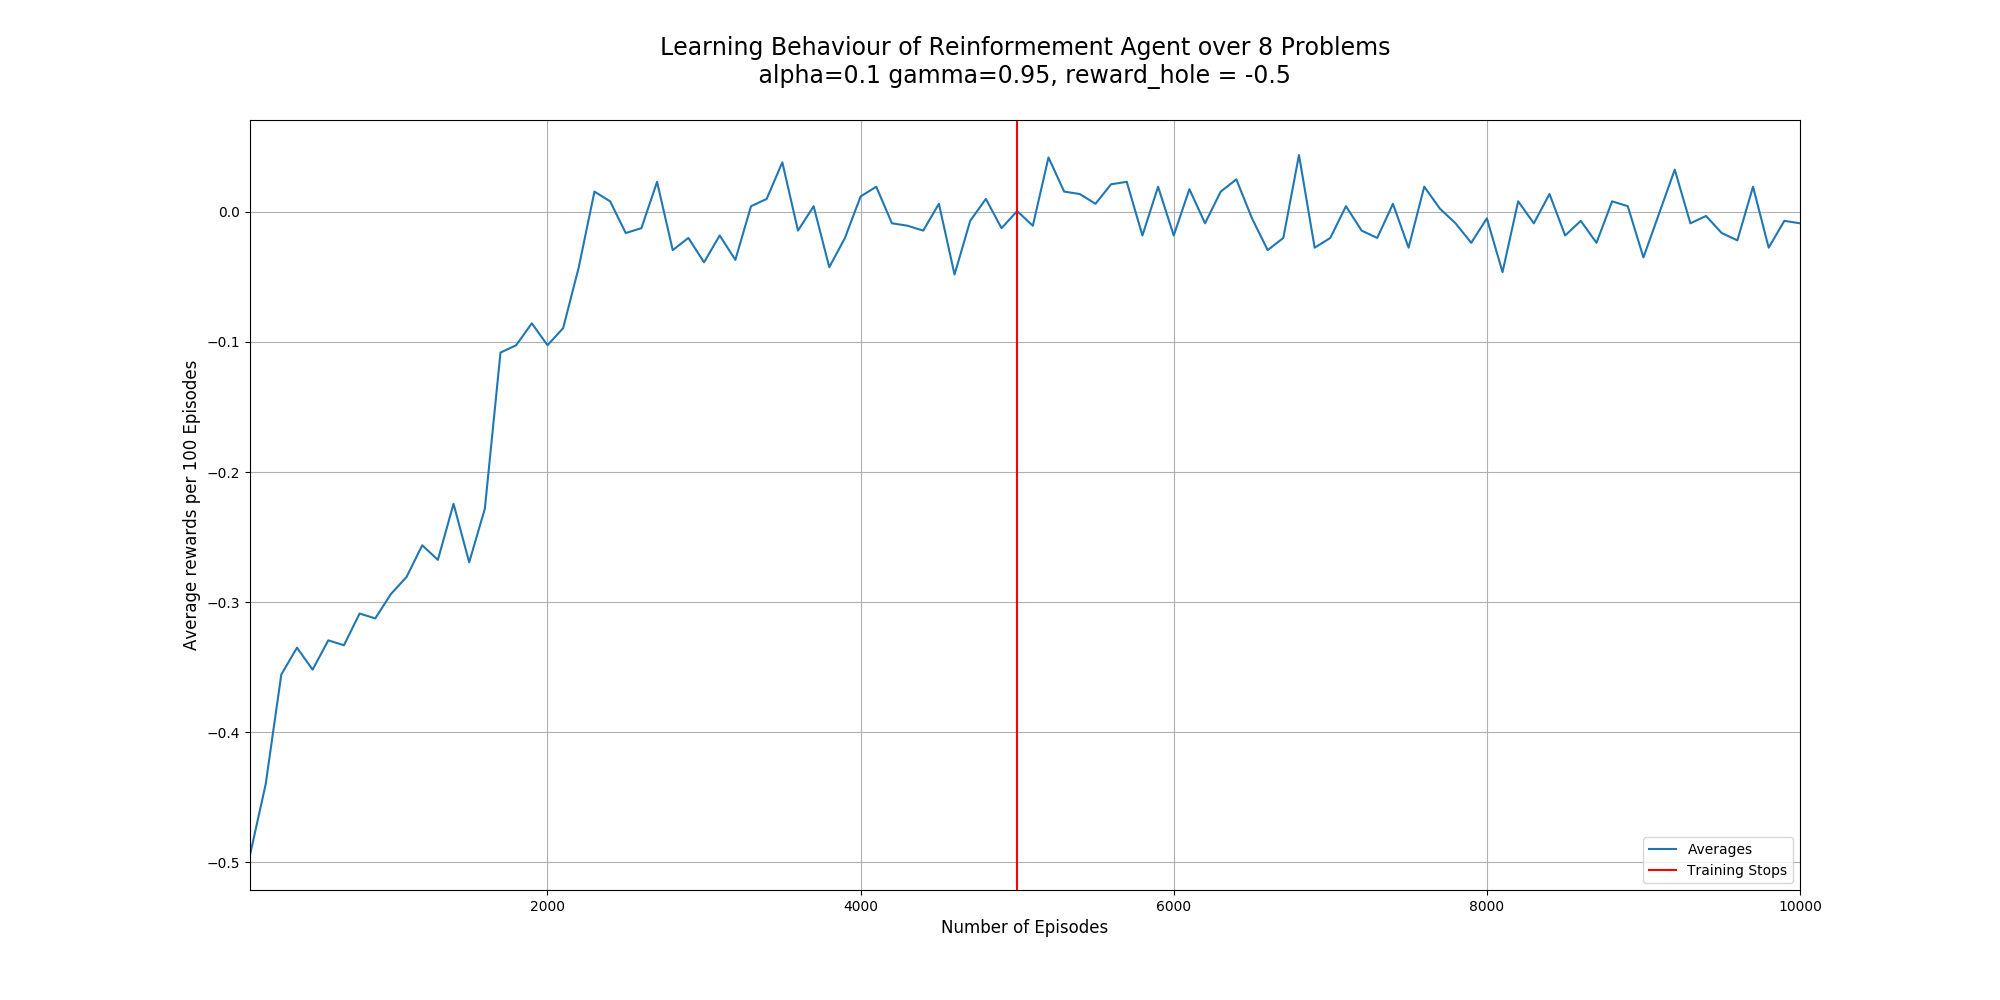 Learning Behaviour of Reinformement Agent over 8 Problems
alpha=0.1 gamma=0.95, reward_hole = -0.5
Average rewards per 100 Episodes
0.0
−0.1
−0.2
−0.3
−0.4
−0.5
2000
4000
6000
8000
10000
Number of Episodes
Averages
Training Stops